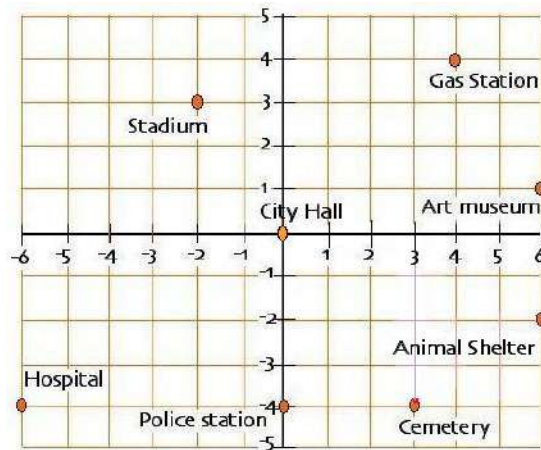 5
4
Gas Station
3
Stadium
2
1
City Hall
Art museum
-6 -5 -4 -3 -2 1 2 3 4 5 6
-1
-2
Animal Shelter
-3
Hospital
-4
Police station
Cemetery
-5